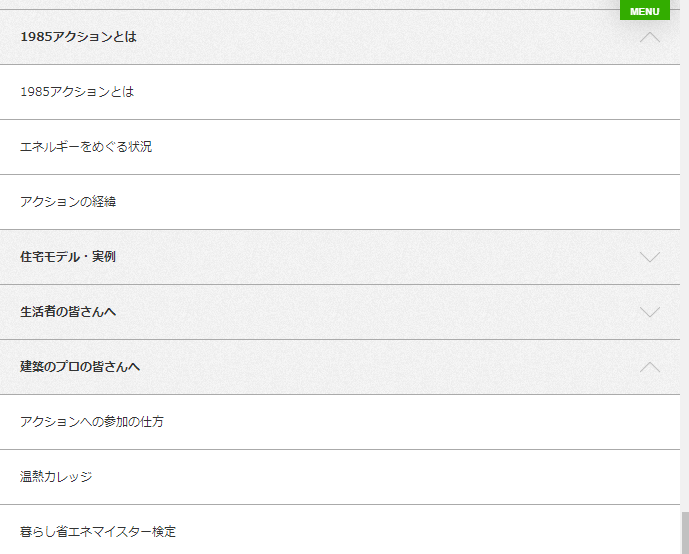 MENU
1985アクションとは
1985アクションとは
エネルギーをめぐる状況
アクションの経緯
住宅モデル・実例
生活者の皆さんへ
建築のプロの皆さんへ
アクションへの参加の仕方
温熱カレッジ
暮らし省エネマイスター検定